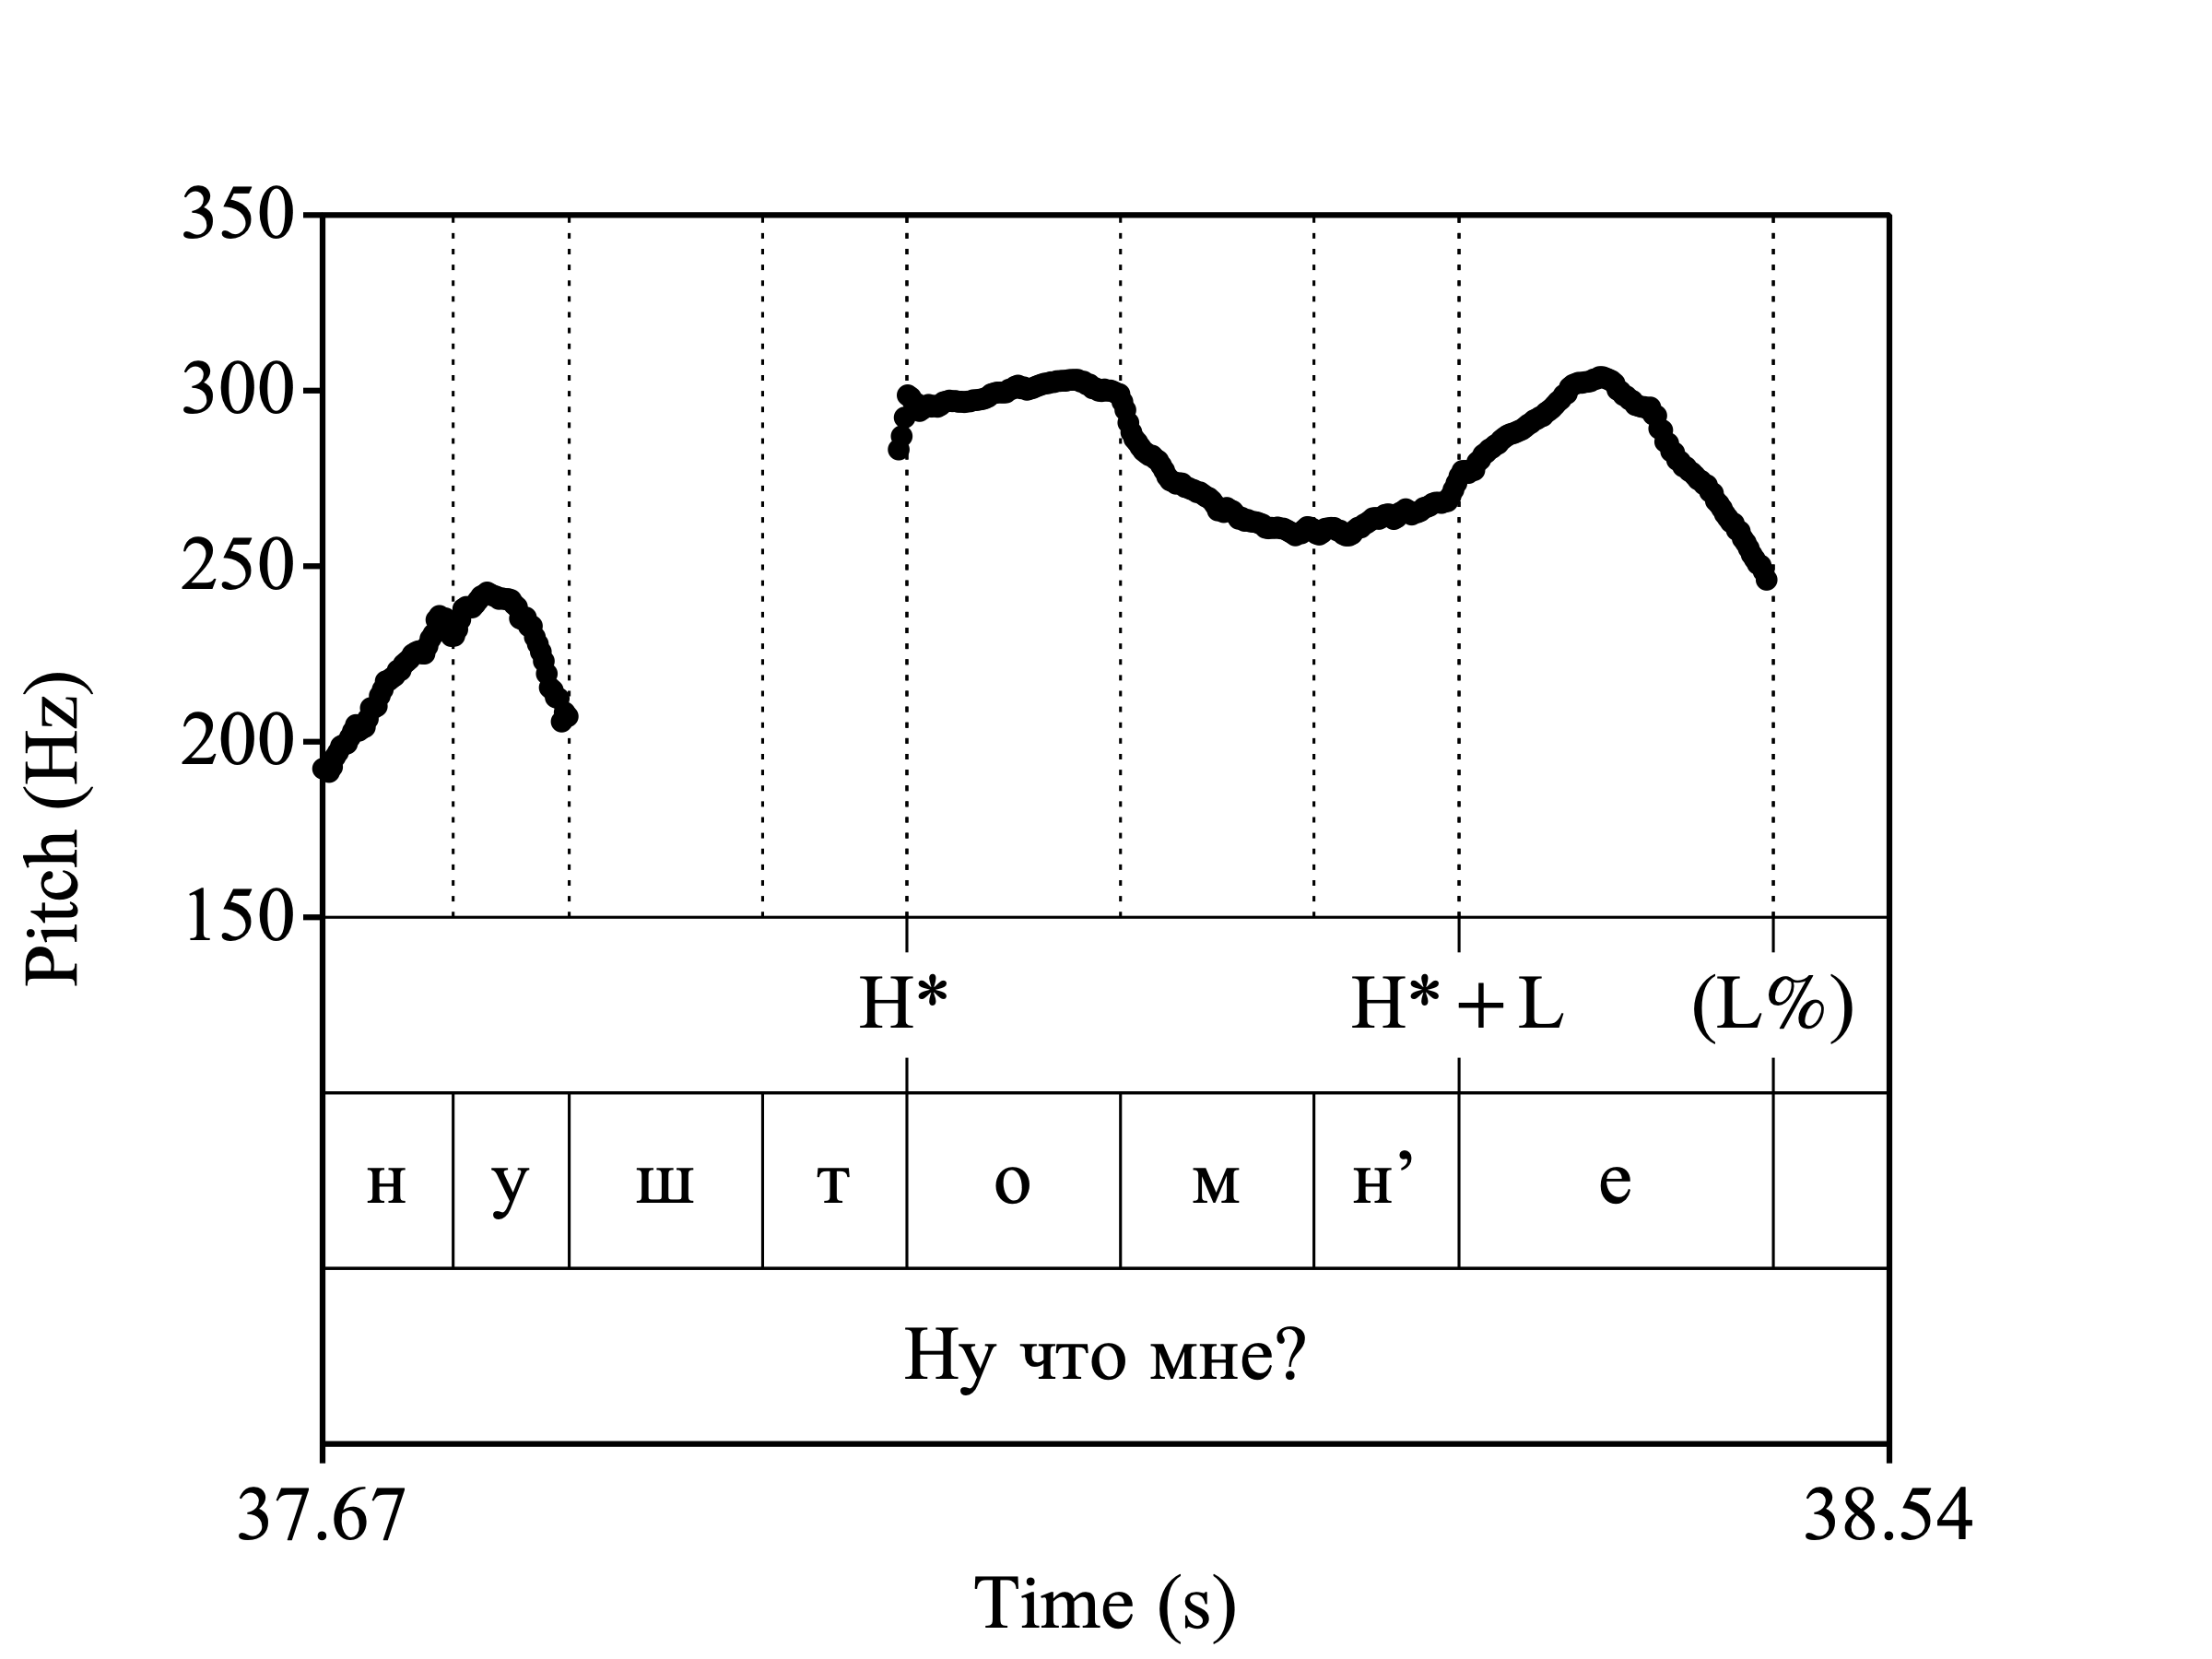 350
300
250
200
150
Pitch (Hz)
H* H*+L (L%)
н у ш т о м н’ е
Ну что мне?
37.67 38.54
Time (s)